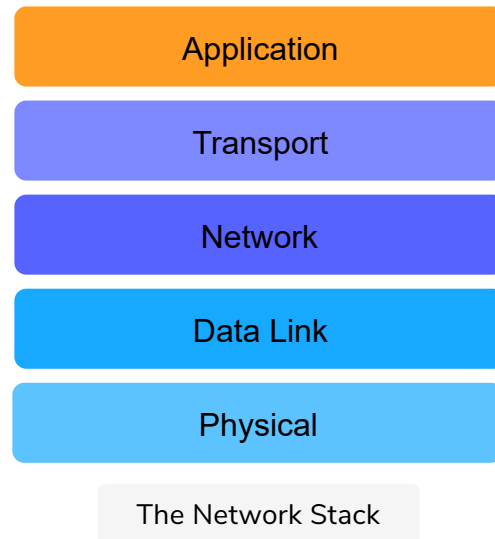 Application
Transport
Network
Data Link
Physical
The Network Stack